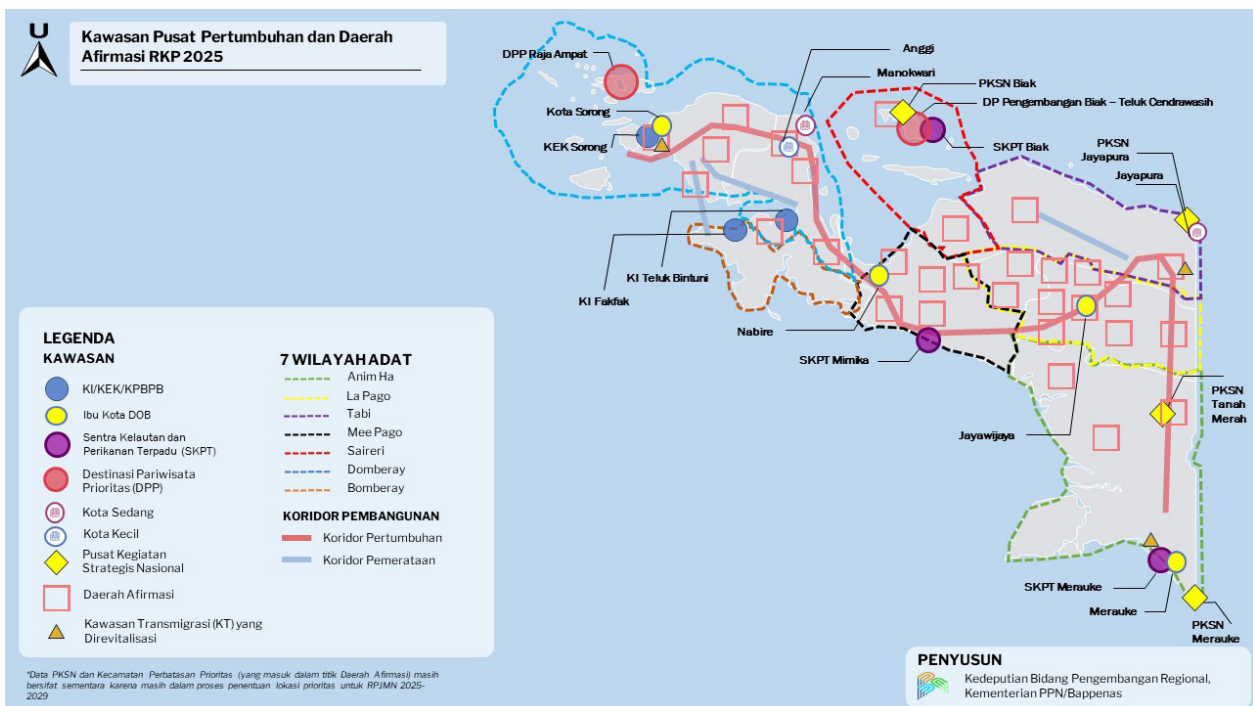 U
Kawasan Pusat Pertumbuhan dan Daerah
Afirmasi RKP 2025
DPP Raja Ampat
Kota Sorong
KEK Sorong
Anggi
Manokwari
PKSN Biak
DP Pengembangan Biak – Teluk Cendrawasih
SKPT Biak
PKSN
Jayapura
Jayapura
KI Teluk Bintuni
KI Fakfak
Nabire
SKPT Mimika
Jayawijaya
PKSN
Tanah
Merah
SKPT Merauke
Merauke
PKSN
Merauke
LEGENDA
KAWASAN
KI/KEK/KPBPB
Ibu Kota DOB
Sentra Kelautan dan
Perikanan Terpadu (SKPT)
Destinasi Pariwisata
Prioritas (DPP)
Kota Sedang
Kota Kecil
Pusat Kegiatan
Strategis Nasional
Daerah Afirmasi
Kawasan Transmigrasi (KT) yang
Direvitalisasi
7 WILAYAH ADAT
Anim Ha
La Pago
Tabi
Mee Pago
Saireri
Domberay
Bomberay
KORIDOR PEMBANGUNAN
Koridor Pertumbuhan
Koridor Pemerataan
*Data PKSN dan Kecamatan Perbatasan Prioritas (yang masuk dalam titik Daerah Afirmasi) masih
bersifat sementara karena masih dalam proses penentuan lokasi prioritas untuk RPJMN 2025-
2029
PENYUSUN
Kedeputian Bidang Pengembangan Regional,
Kementerian PPN/Bappenas